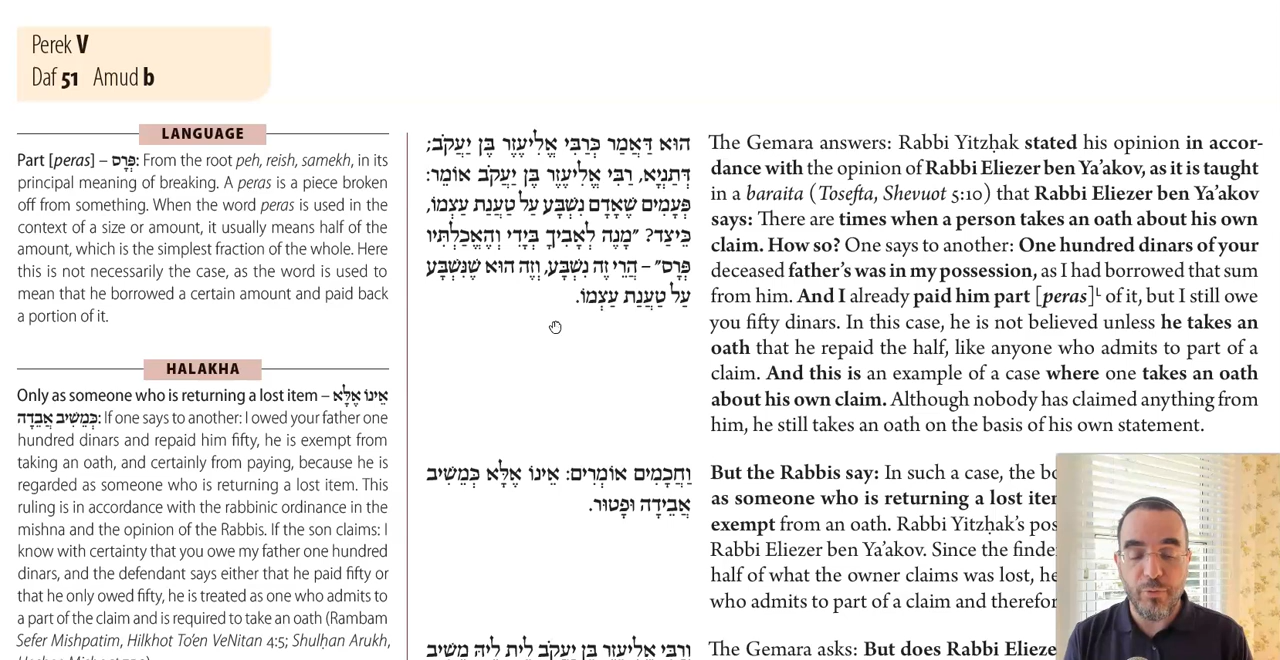 Perek V
Daf 51 Amud b
LANGUAGE
Part [peras] – פְּרָס: From the root peh, reish, samekh, in its
principal meaning of breaking. A peras is a piece broken
off from something. When the word peras is used in the
context of a size or amount, it usually means half of the
amount, which is the simplest fraction of the whole. Here
this is not necessarily the case, as the word is used to
mean that he borrowed a certain amount and paid back
a portion of it.
HALAKHA
Only as someone who is returning a lost item – אֵינוֹ אֶלָּא
כְּמֵשִׁיב אֲבֵידָה: If one says to another: I owed your father one
hundred dinars and repaid him fifty, he is exempt from
taking an oath, and certainly from paying, because he is
regarded as someone who is returning a lost item. This
ruling is in accordance with the rabbinic ordinance in the
mishna and the opinion of the Rabbis. If the son claims: I
know with certainty that you owe my father one hundred
dinars, and the defendant says either that he paid fifty or
that he only owed fifty, he is treated as one who admits to
a part of the claim and is required to take an oath (Rambam
Sefer Mishpatim, Hilkhot To'en VeNitan 4:5; Shulḥan Arukh,
הוּא דַּאֲמַר כְּרַבִּי אֱלִיעֶזֶר בֶּן יַעֲקֹב;
דְּתַנְיָא, רַבִּי אֱלִיעֶזֶר בֶּן יַעֲקֹב אוֹמֵר:
פְּעָמִים שֶׁאָדָם נִשְׁבָּע עַל טַעֲנַת עַצְמוֹ,
כֵּיצַד? "מָנֶה לְאָבִיךָ בְּיָדִי וְהֶאֱכַלְתִּיו
פְּרָס" – הֲרֵי זֶה נִשְׁבָּע, וְזֶה הוּא שֶׁנִּשְׁבָּע
עַל טַעֲנַת עַצְמוֹ.
וַחֲכָמִים אוֹמְרִים: אֵינוֹ אֶלָּא כְּמֵשִׁיב
אֲבֵידָה וּפָטוּר.
וְרַבִּי אֱלִיעֶזֶר בֶּן יַעֲקֹב לֵית לֵיהּ מֵשִׁיב
The Gemara answers: Rabbi Yitzḥak stated his opinion in accor-
dance with the opinion of Rabbi Eliezer ben Ya'akov, as it is taught
in a baraita (Tosefta, Shevuot 5:10) that Rabbi Eliezer ben Ya'akov
says: There are times when a person takes an oath about his own
claim. How so? One says to another: One hundred dinars of your
deceased father's was in my possession, as I had borrowed that sum
from him. And I already paid him part [peras]ᴸ of it, but I still owe
you fifty dinars. In this case, he is not believed unless he takes an
oath that he repaid the half, like anyone who admits to part of a
claim. And this is an example of a case where one takes an oath
about his own claim. Although nobody has claimed anything from
him, he still takes an oath on the basis of his own statement.
But the Rabbis say: In such a case, the
as someone who is returning a lost
exempt from an oath. Rabbi Yitzḥak's
Rabbi Eliezer ben Ya'akov. Since the
half of what the owner claims was lost, he
who admits to part of a claim and
The Gemara asks: But does Rabbi